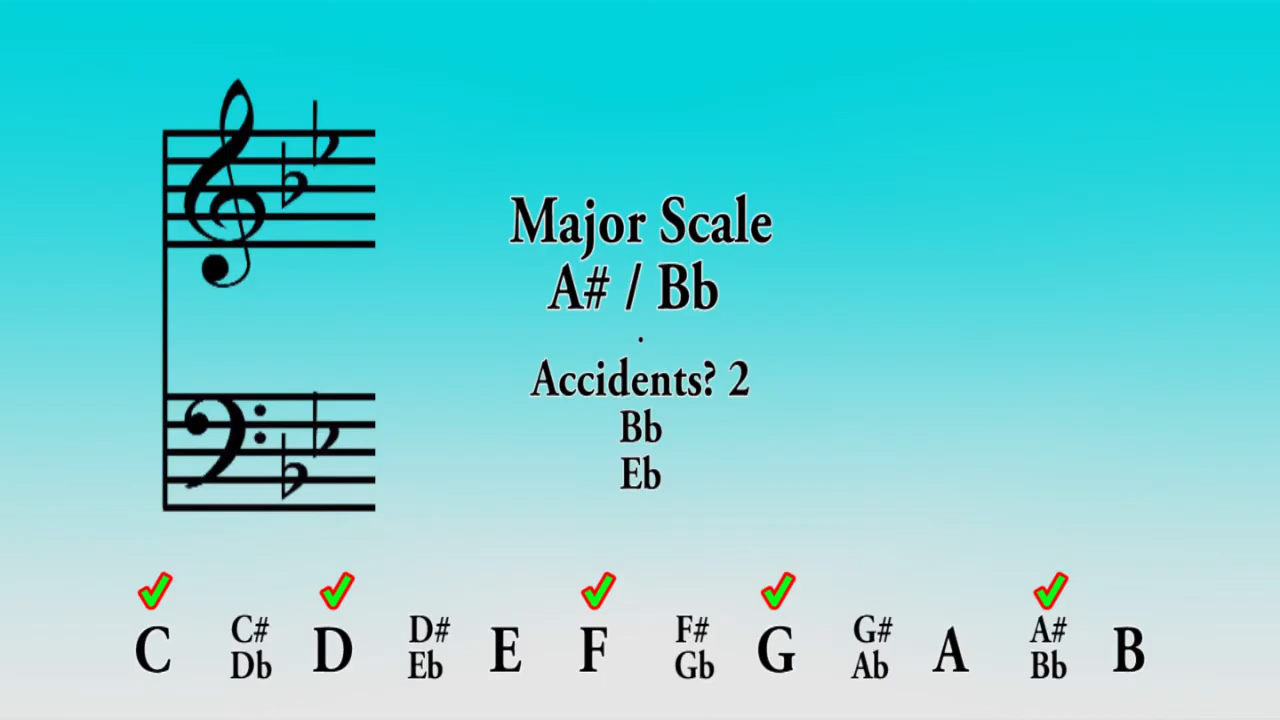 Major Scale
A# / Bb
.
Accidents? 2
Bb
Eb
C C# D D# E F F# G G# A A# B
Db Eb Gb Ab Bb